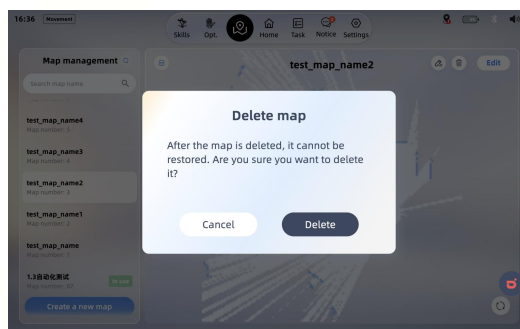 16:36 Movement
Skills Opt. Home Task Notice Settings
Map management
Search map name
test_map_name4
Map number: 3
test_map_name3
Map number: 4
test_map_name2
Map number: 3
test_map_name1
Map number: 2
test_map_name
Map number: 1
1.3自动化测试
Create a new map
test_map_name2
Edit
Delete map
After the map is deleted, it cannot be
restored. Are you sure you want to delete
it?
Cancel Delete